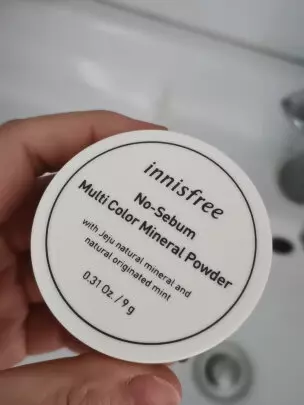 innisfree
No-Sebum
Multi Color Mineral Powder
with Jeju natural mineral and
natural originated mint
0.31 Oz. / 9 g